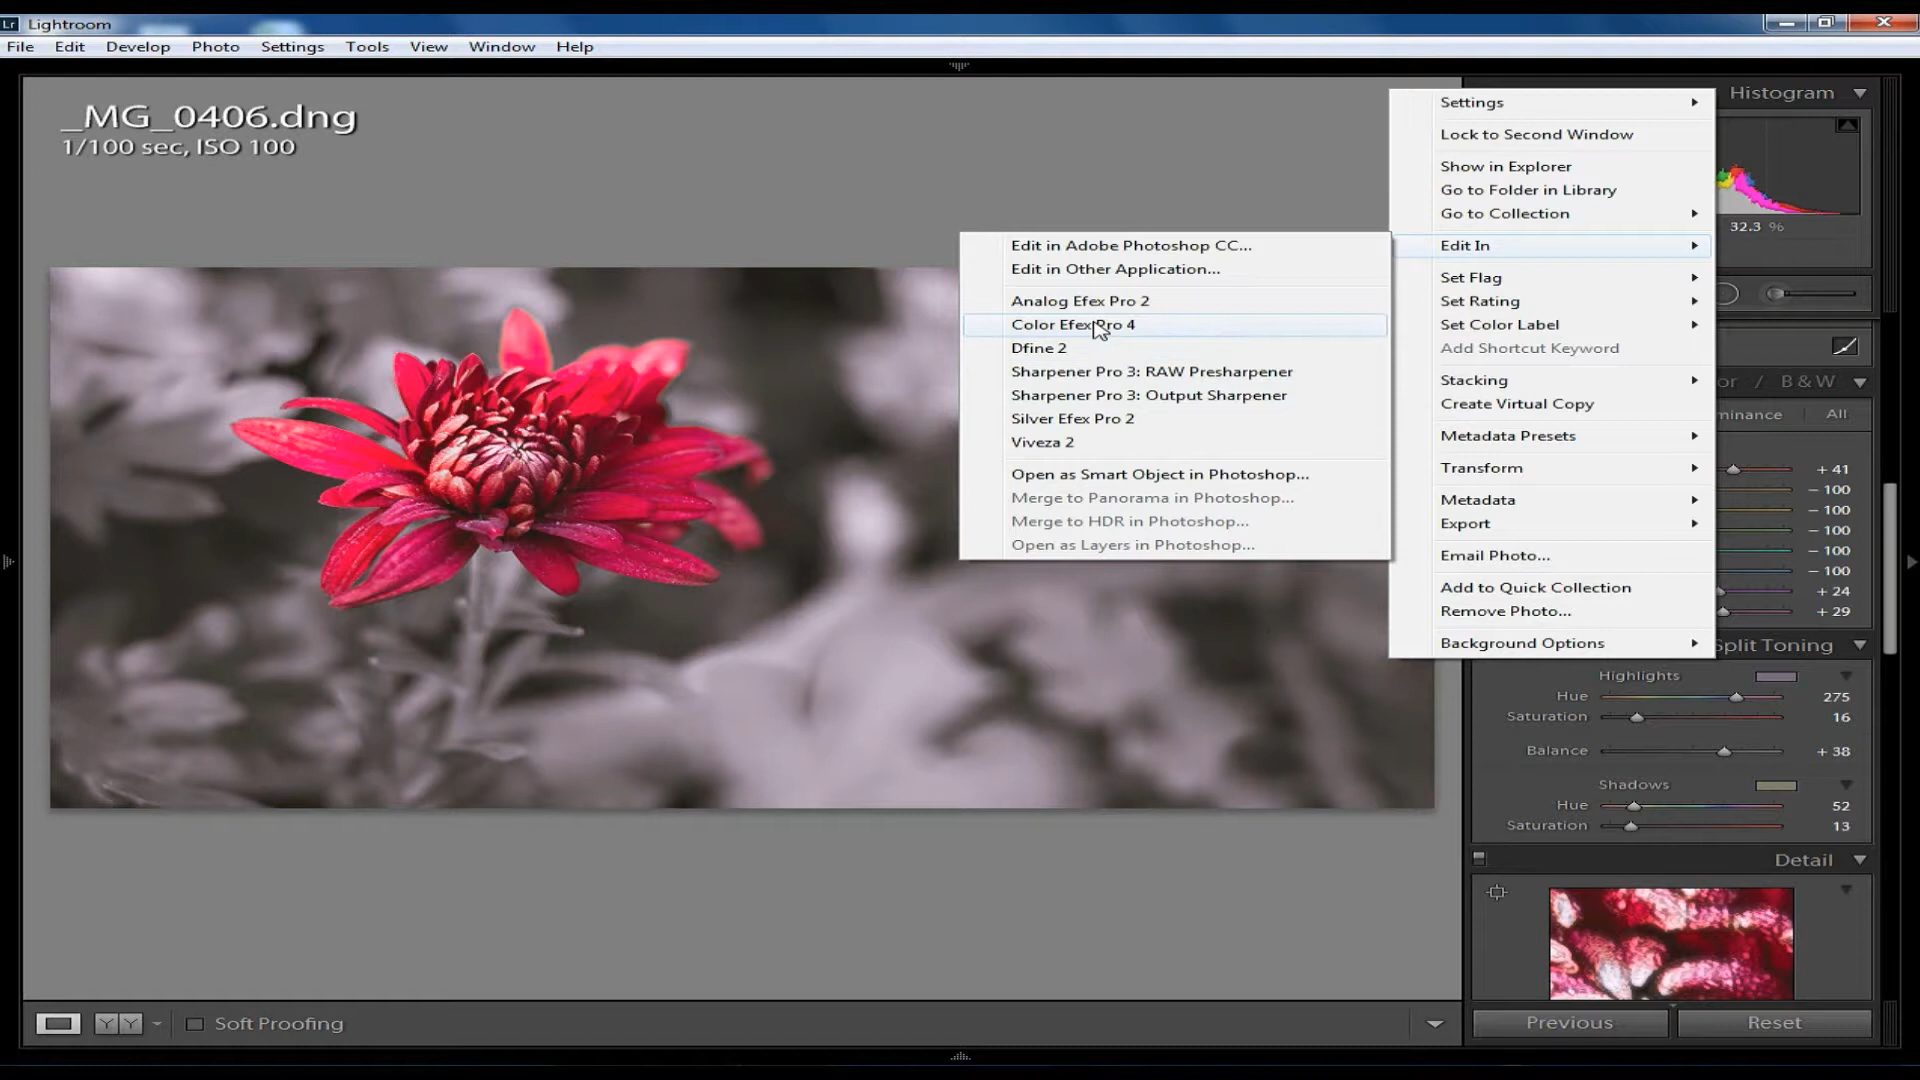 Lr Lightroom
File Edit Develop Photo Settings Tools View Window Help
_MG_0406.dng
1/100 sec, ISO 100
Edit in Adobe Photoshop CC...
Edit in Other Application...
Analog Efex Pro 2
Color Efex Pro 4
Dfine 2
Sharpener Pro 3: RAW Presharpener
Sharpener Pro 3: Output Sharpener
Silver Efex Pro 2
Viveza 2
Open as Smart Object in Photoshop...
Merge to Panorama in Photoshop...
Merge to HDR in Photoshop...
Open as Layers in Photoshop...
Settings
Lock to Second Window
Show in Explorer
Go to Folder in Library
Go to Collection
Edit In
Set Flag
Set Rating
Set Color Label
Add Shortcut Keyword
Stacking
Create Virtual Copy
Metadata Presets
Transform
Metadata
Export
Email Photo...
Add to Quick Collection
Remove Photo...
Background Options
Histogram
32.3 %
/ B & W
All
+ 41
– 100
– 100
– 100
– 100
– 100
+ 24
+ 29
Split Toning
Highlights
Hue 275
Saturation 16
Balance + 38
Shadows
Hue 52
Saturation 13
Detail
Previous Reset
YY Soft Proofing